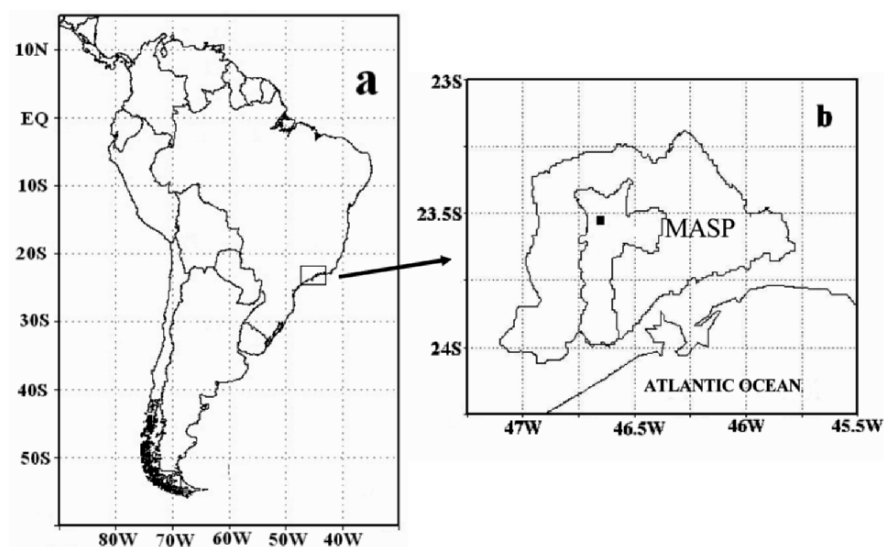 a
10N
EQ
10S
20S
30S
40S
50S
80W 70W 60W 50W 40W
b
23S
23.5S
24S
MASP
ATLANTIC OCEAN
47W 46.5W 46W 45.5W